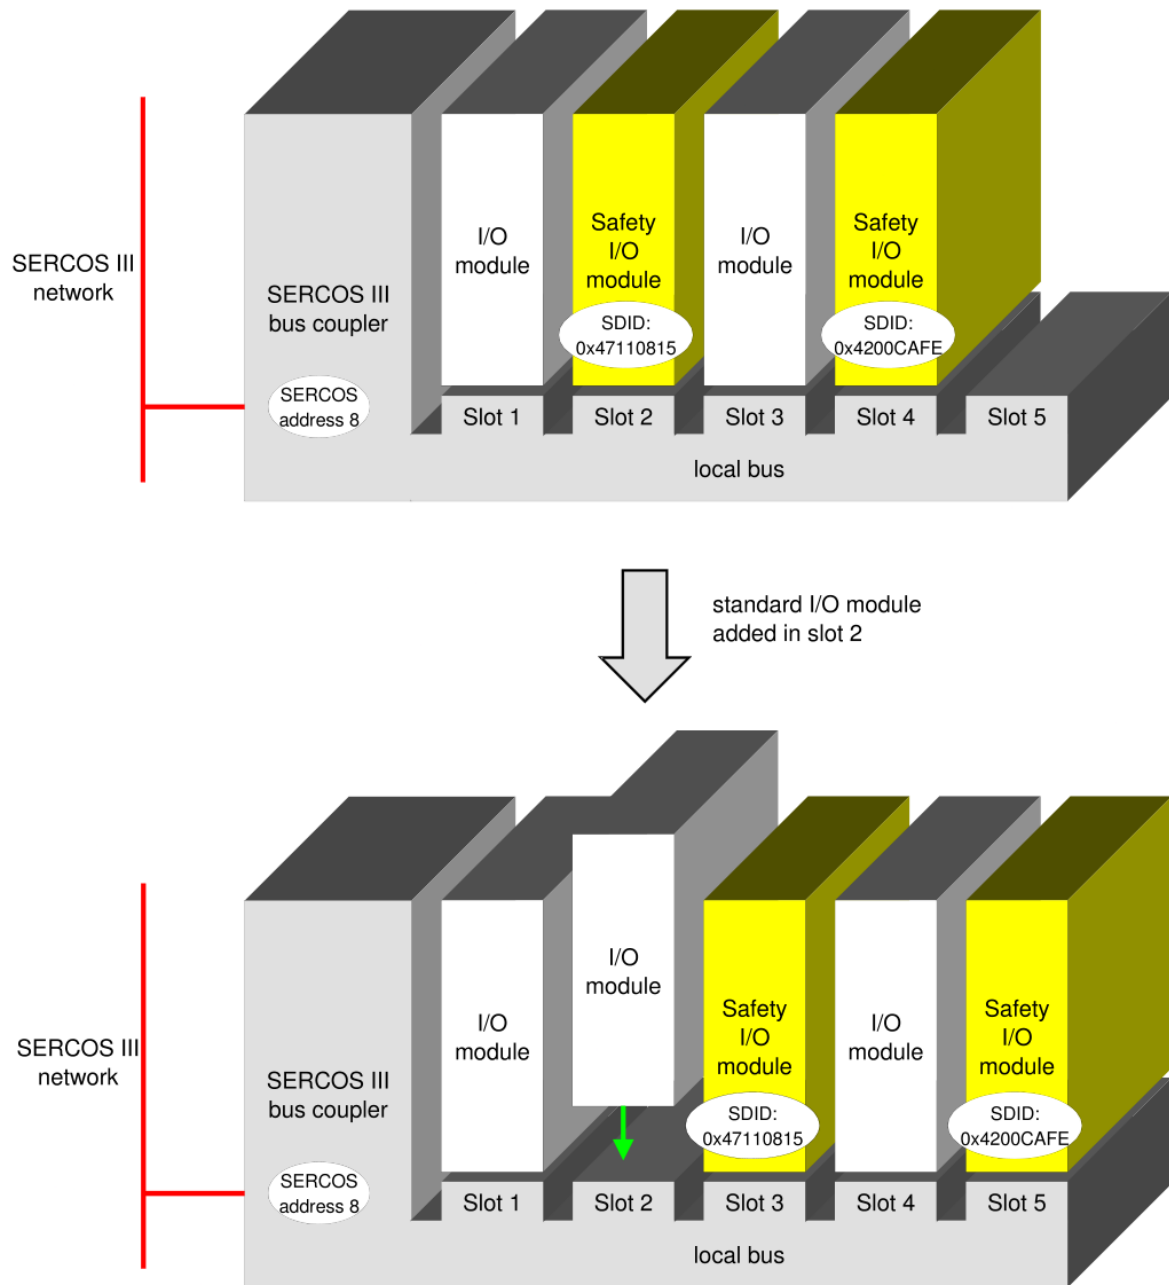 SERCOS III
network
SERCOS III
bus coupler
SERCOS
address 8
I/O
module
Safety
I/O
module
SDID:
0x47110815
I/O
module
Safety
I/O
module
SDID:
0x4200CAFE
Slot 1
Slot 2
Slot 3
Slot 4
Slot 5
local bus
standard I/O module
added in slot 2
SERCOS III
network
SERCOS III
bus coupler
SERCOS
address 8
I/O
module
I/O
module
Safety
I/O
module
SDID:
0x47110815
I/O
module
Safety
I/O
module
SDID:
0x4200CAFE
Slot 1
Slot 2
Slot 3
Slot 4
Slot 5
local bus